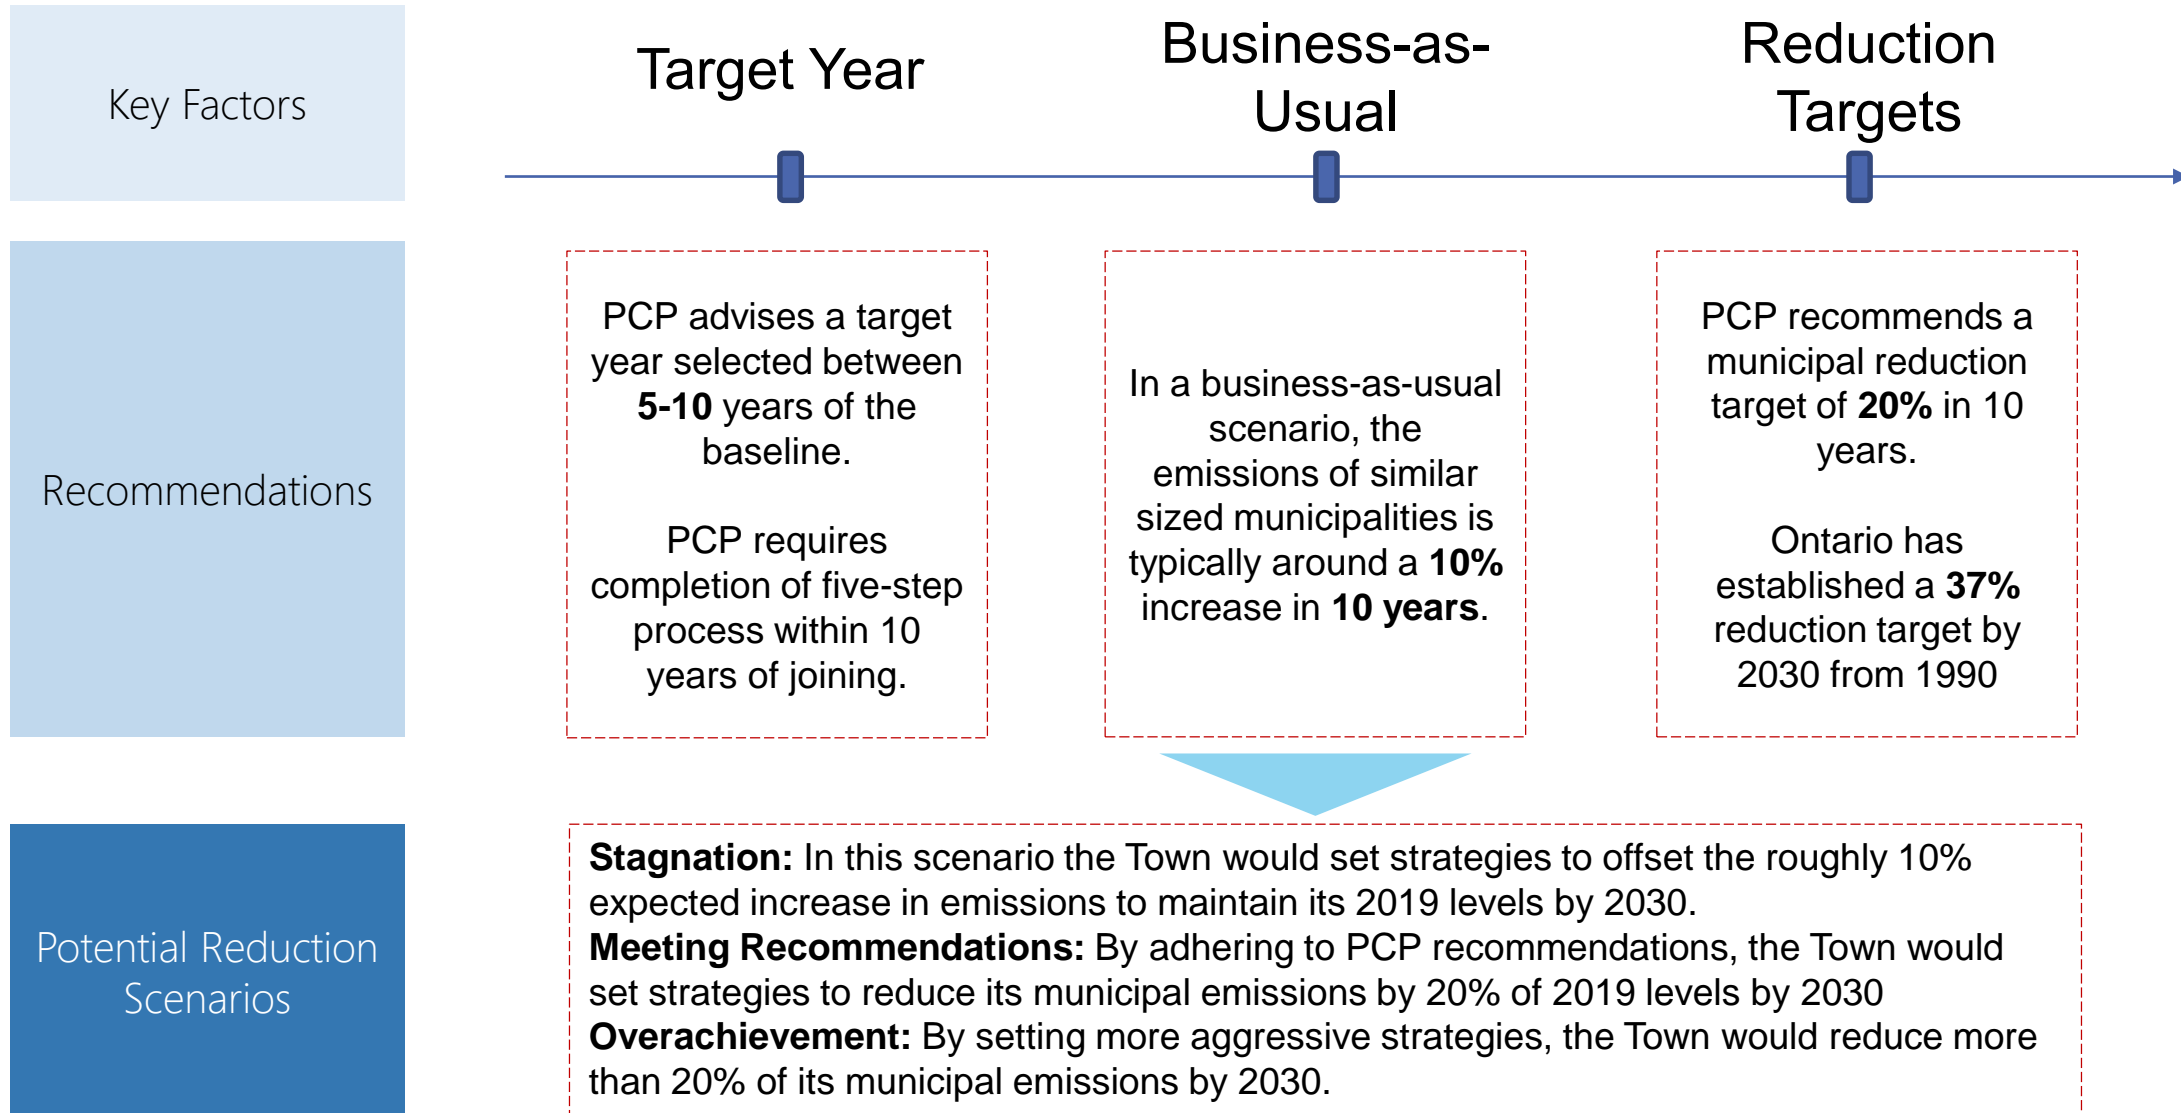 Key Factors
Target Year
Business-as-
Usual
Reduction
Targets
Recommendations
PCP advises a target
year selected between
5-10 years of the
baseline.
PCP requires
completion of five-step
process within 10
years of joining.
In a business-as-usual
scenario, the
emissions of similar
sized municipalities is
typically around a 10%
increase in 10 years.
PCP recommends a
municipal reduction
target of 20% in 10
years.
Ontario has
established a 37%
reduction target by
2030 from 1990
Potential Reduction
Scenarios
Stagnation: In this scenario the Town would set strategies to offset the roughly 10%
expected increase in emissions to maintain its 2019 levels by 2030.
Meeting Recommendations: By adhering to PCP recommendations, the Town would
set strategies to reduce its municipal emissions by 20% of 2019 levels by 2030
Overachievement: By setting more aggressive strategies, the Town would reduce more
than 20% of its municipal emissions by 2030.